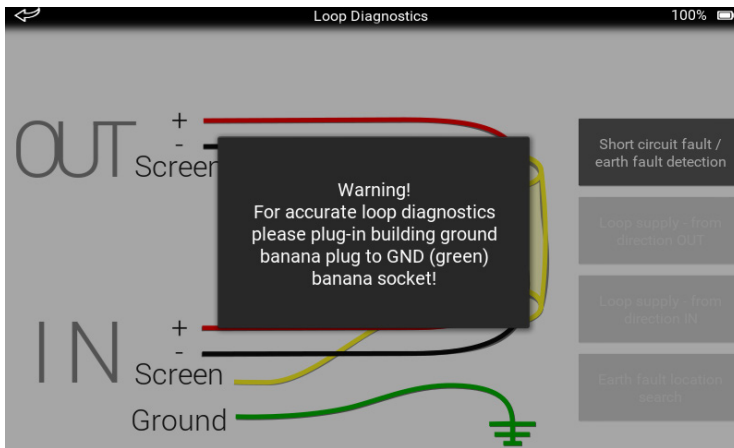 Loop Diagnostics
100%
OUT
+
-
Screen
Warning!
For accurate loop diagnostics
please plug-in building ground
banana plug to GND (green)
banana socket!
Short circuit fault /
earth fault detection
Loop supply - from
direction OUT
Loop supply - from
direction IN
Earth fault location
search
IN
+
-
Screen
Ground